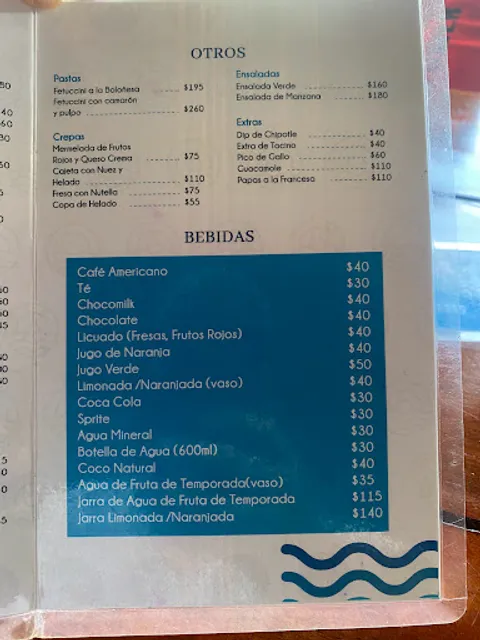 OTROS
Pastas
Fetuccini a la Boloñesa $195
Fetuccini con camarón
y pulpo $260
Crepas
Mermelada de Frutos
Rojos y Queso Crema $75
Cajeta con Nuez y
Helado $110
Fresa con Nutella $75
Copa de Helado $55
Ensaladas
Ensalada Verde $160
Ensalada de Manzana $180
Extras
Dip de Chipotle $40
Extra de Tocino $40
Pico de Gallo $60
Guacamole $110
Papas a la Francesa $110
BEBIDAS
Café Americano $40
Té $30
Chocomilk $40
Chocolate $40
Licuado (Fresas, Frutos Rojos) $40
Jugo de Naranja $40
Jugo Verde $50
Limonada /Naranjada (vaso) $40
Coca Cola $30
Sprite $30
Agua Mineral $30
Botella de Agua (600ml) $30
Coco Natural $40
Agua de Fruta de Temporada(vaso) $35
Jarra de Agua de Fruta de Temporada $115
Jarra Limonada /Naranjada $140